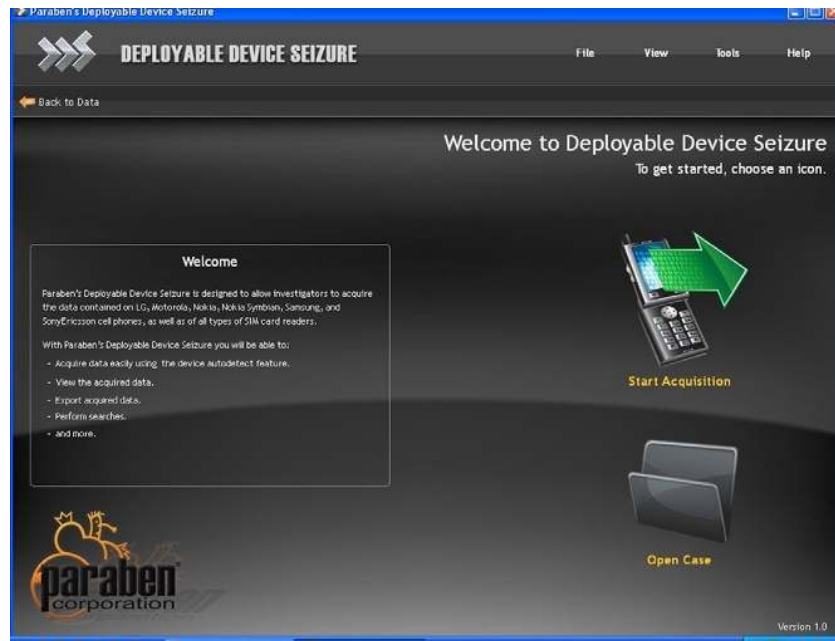 Paraben's Deployable Device Seizure
DEPLOYABLE DEVICE SEIZURE
File View Tools Help
Back to Data
Welcome to Deployable Device Seizure
To get started, choose an icon.
Welcome
Paraben's Deployable Device Seizure is designed to allow investigators to acquire
the data contained on LG, Motorola, Nokia, Nokia Symbian, Samsung, and
SonyEricsson cell phones, as well as of all types of SIM card readers.
With Paraben's Deployable Device Seizure you will be able to:
- Acquire data easily using the device autodetect feature.
- View the acquired data.
- Export acquired data.
- Perform searches.
- and more.
Start Acquisition
Open Case
paraben
corporation
Version 1.0